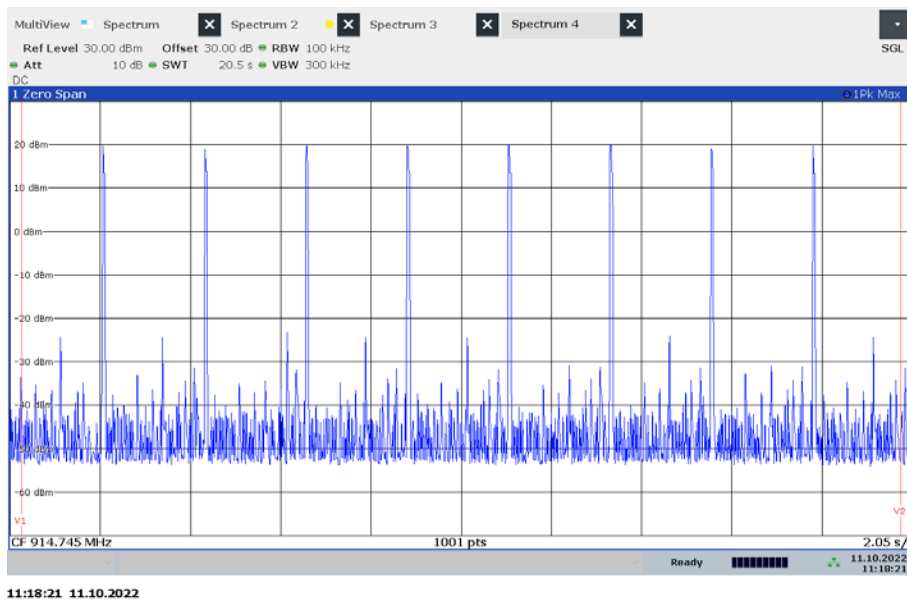 MultiView Spectrum X Spectrum 2 X Spectrum 3 X Spectrum 4 X
Ref Level 30.00 dBm Offset 30.00 dB RBW 100 kHz SGL
Att 10 dB SWT 20.5 s VBW 300 kHz
DC
1 Zero Span 1Pk Max
20 dBm
10 dBm
0 dBm
-10 dBm
-20 dBm
-30 dBm
-40 dBm
-50 dBm
-60 dBm
V1 V2
CF 914.745 MHz 1001 pts 2.05 s/
Ready 11.10.2022
11:18:21
11:18:21 11.10.2022